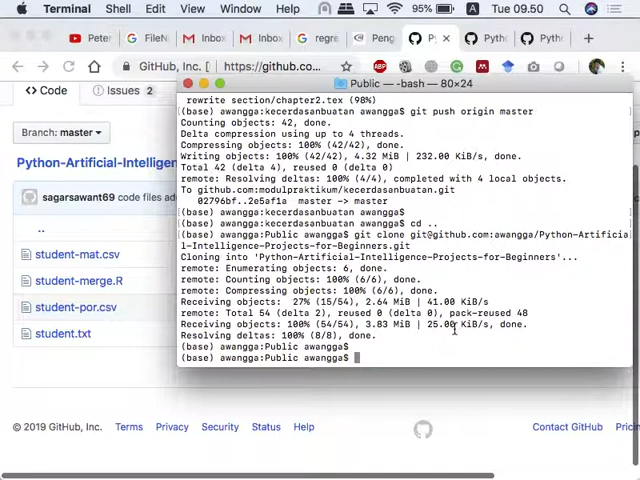 Terminal Shell Edit View Window Help 95% A Tue 09.50
Peter FileN Inbox Inbox regre Peng Py Pytho Pytho
GitHub, Inc. [ https://github.co...
Public — -bash — 80×24
rewrite section/chapter2.tex (98%)
(base) awangga:kecerdasanbuatan awangga$ git push origin master
Counting objects: 42, done.
Delta compression using up to 4 threads.
Compressing objects: 100% (42/42), done.
Writing objects: 100% (42/42), 4.32 MiB | 232.00 KiB/s, done.
Total 42 (delta 4), reused 0 (delta 0)
remote: Resolving deltas: 100% (4/4), completed with 4 local objects.
To github.com:modulpraktikum/kecerdasanbuatan.git
02796bf..2e5af1a master -> master
(base) awangga:kecerdasanbuatan awangga$
(base) awangga:kecerdasanbuatan awangga$ cd ..
(base) awangga:Public awangga$ git clone git@github.com:awangga/Python-Artificia
l-Intelligence-Projects-for-Beginners.git
Cloning into 'Python-Artificial-Intelligence-Projects-for-Beginners'...
remote: Enumerating objects: 6, done.
remote: Counting objects: 100% (6/6), done.
remote: Compressing objects: 100% (6/6), done.
Receiving objects: 27% (15/54), 2.64 MiB | 41.00 KiB/s
remote: Total 54 (delta 2), reused 0 (delta 0), pack-reused 48
Receiving objects: 100% (54/54), 3.83 MiB | 25.00 KiB/s, done.
Resolving deltas: 100% (8/8), done.
(base) awangga:Public awangga$
(base) awangga:Public awangga$
Code Issues 2
Branch: master
Python-Artificial-Intelligen
sagarsawant69 code files ad
..
student-mat.csv
student-merge.R
student-por.csv
student.txt
© 2019 GitHub, Inc. Terms Privacy Security Status Help Contact GitHub Pricin